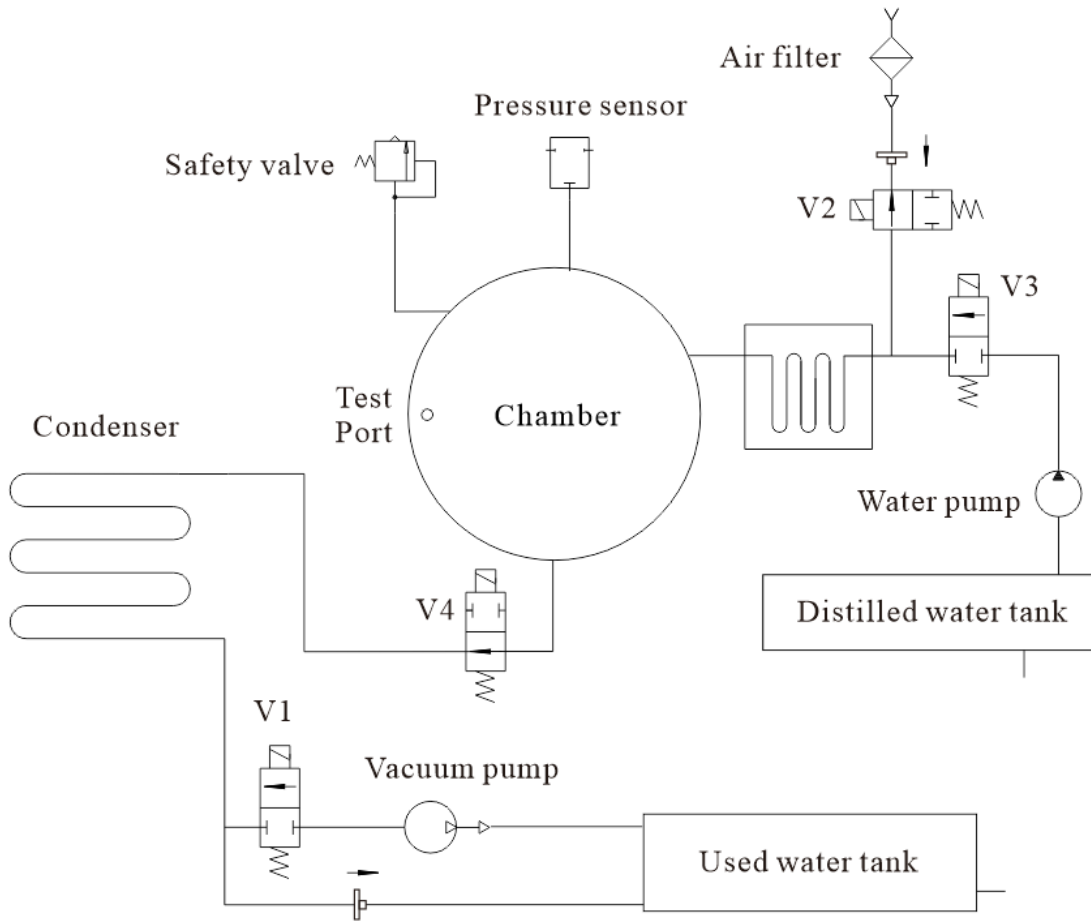 Air filter
Pressure sensor
Safety valve
V2
V3
Test
Port
Chamber
Condenser
Water pump
V4
Distilled water tank
V1
Vacuum pump
Used water tank